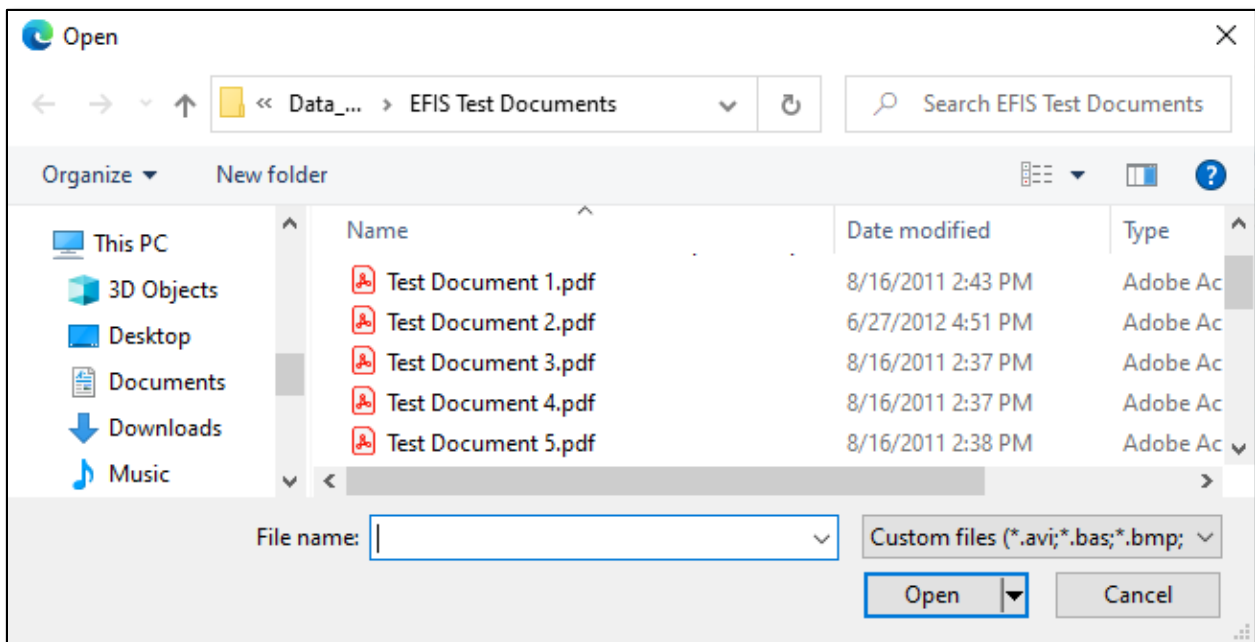 Open
« Data_... › EFIS Test Documents
Search EFIS Test Documents
Organize
New folder
?
This PC
3D Objects
Desktop
Documents
Downloads
Music
Name Date modified Type
Test Document 1.pdf 8/16/2011 2:43 PM Adobe Ac
Test Document 2.pdf 6/27/2012 4:51 PM Adobe Ac
Test Document 3.pdf 8/16/2011 2:37 PM Adobe Ac
Test Document 4.pdf 8/16/2011 2:37 PM Adobe Ac
Test Document 5.pdf 8/16/2011 2:38 PM Adobe Ac
File name:
Custom files (*.avi;*.bas;*.bmp;
Open
Cancel